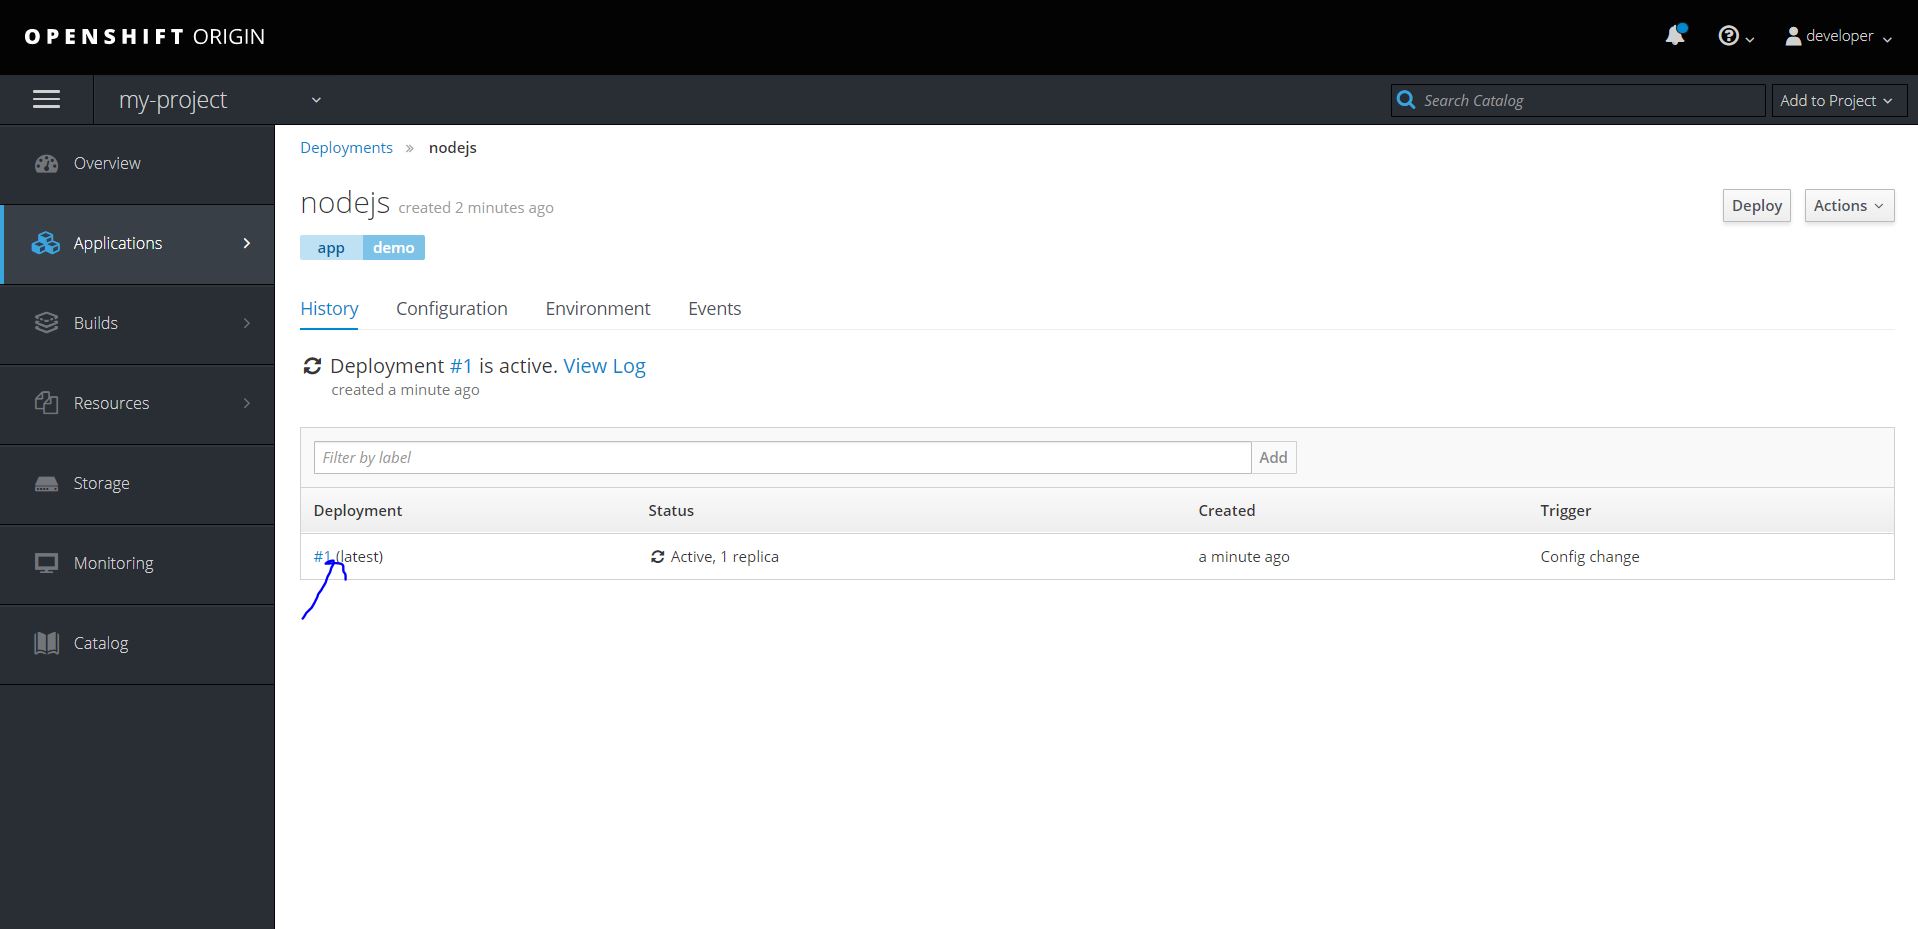 OPENSHIFT ORIGIN
developer
my-project
Search Catalog
Add to Project
Overview
Applications
Builds
Resources
Storage
Monitoring
Catalog
Deployments » nodejs
nodejs created 2 minutes ago
Deploy
Actions
app demo
History Configuration Environment Events
Deployment #1 is active. View Log
created a minute ago
Filter by label
Add
Deployment Status Created Trigger
#1 (latest) Active, 1 replica a minute ago Config change